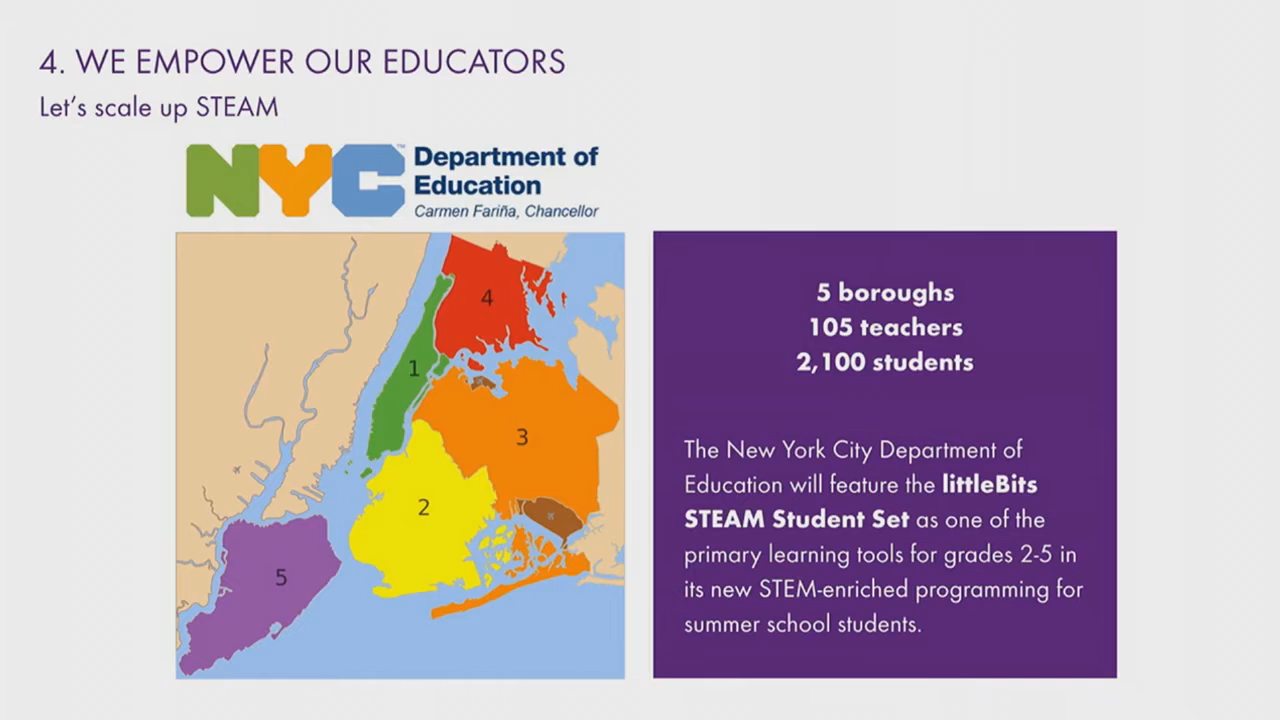 4. WE EMPOWER OUR EDUCATORS
Let's scale up STEAM
NYC™
Department of
Education
Carmen Fariña, Chancellor
4
1
3
2
5
5 boroughs
105 teachers
2,100 students
The New York City Department of
Education will feature the littleBits
STEAM Student Set as one of the
primary learning tools for grades 2-5 in
its new STEM-enriched programming for
summer school students.